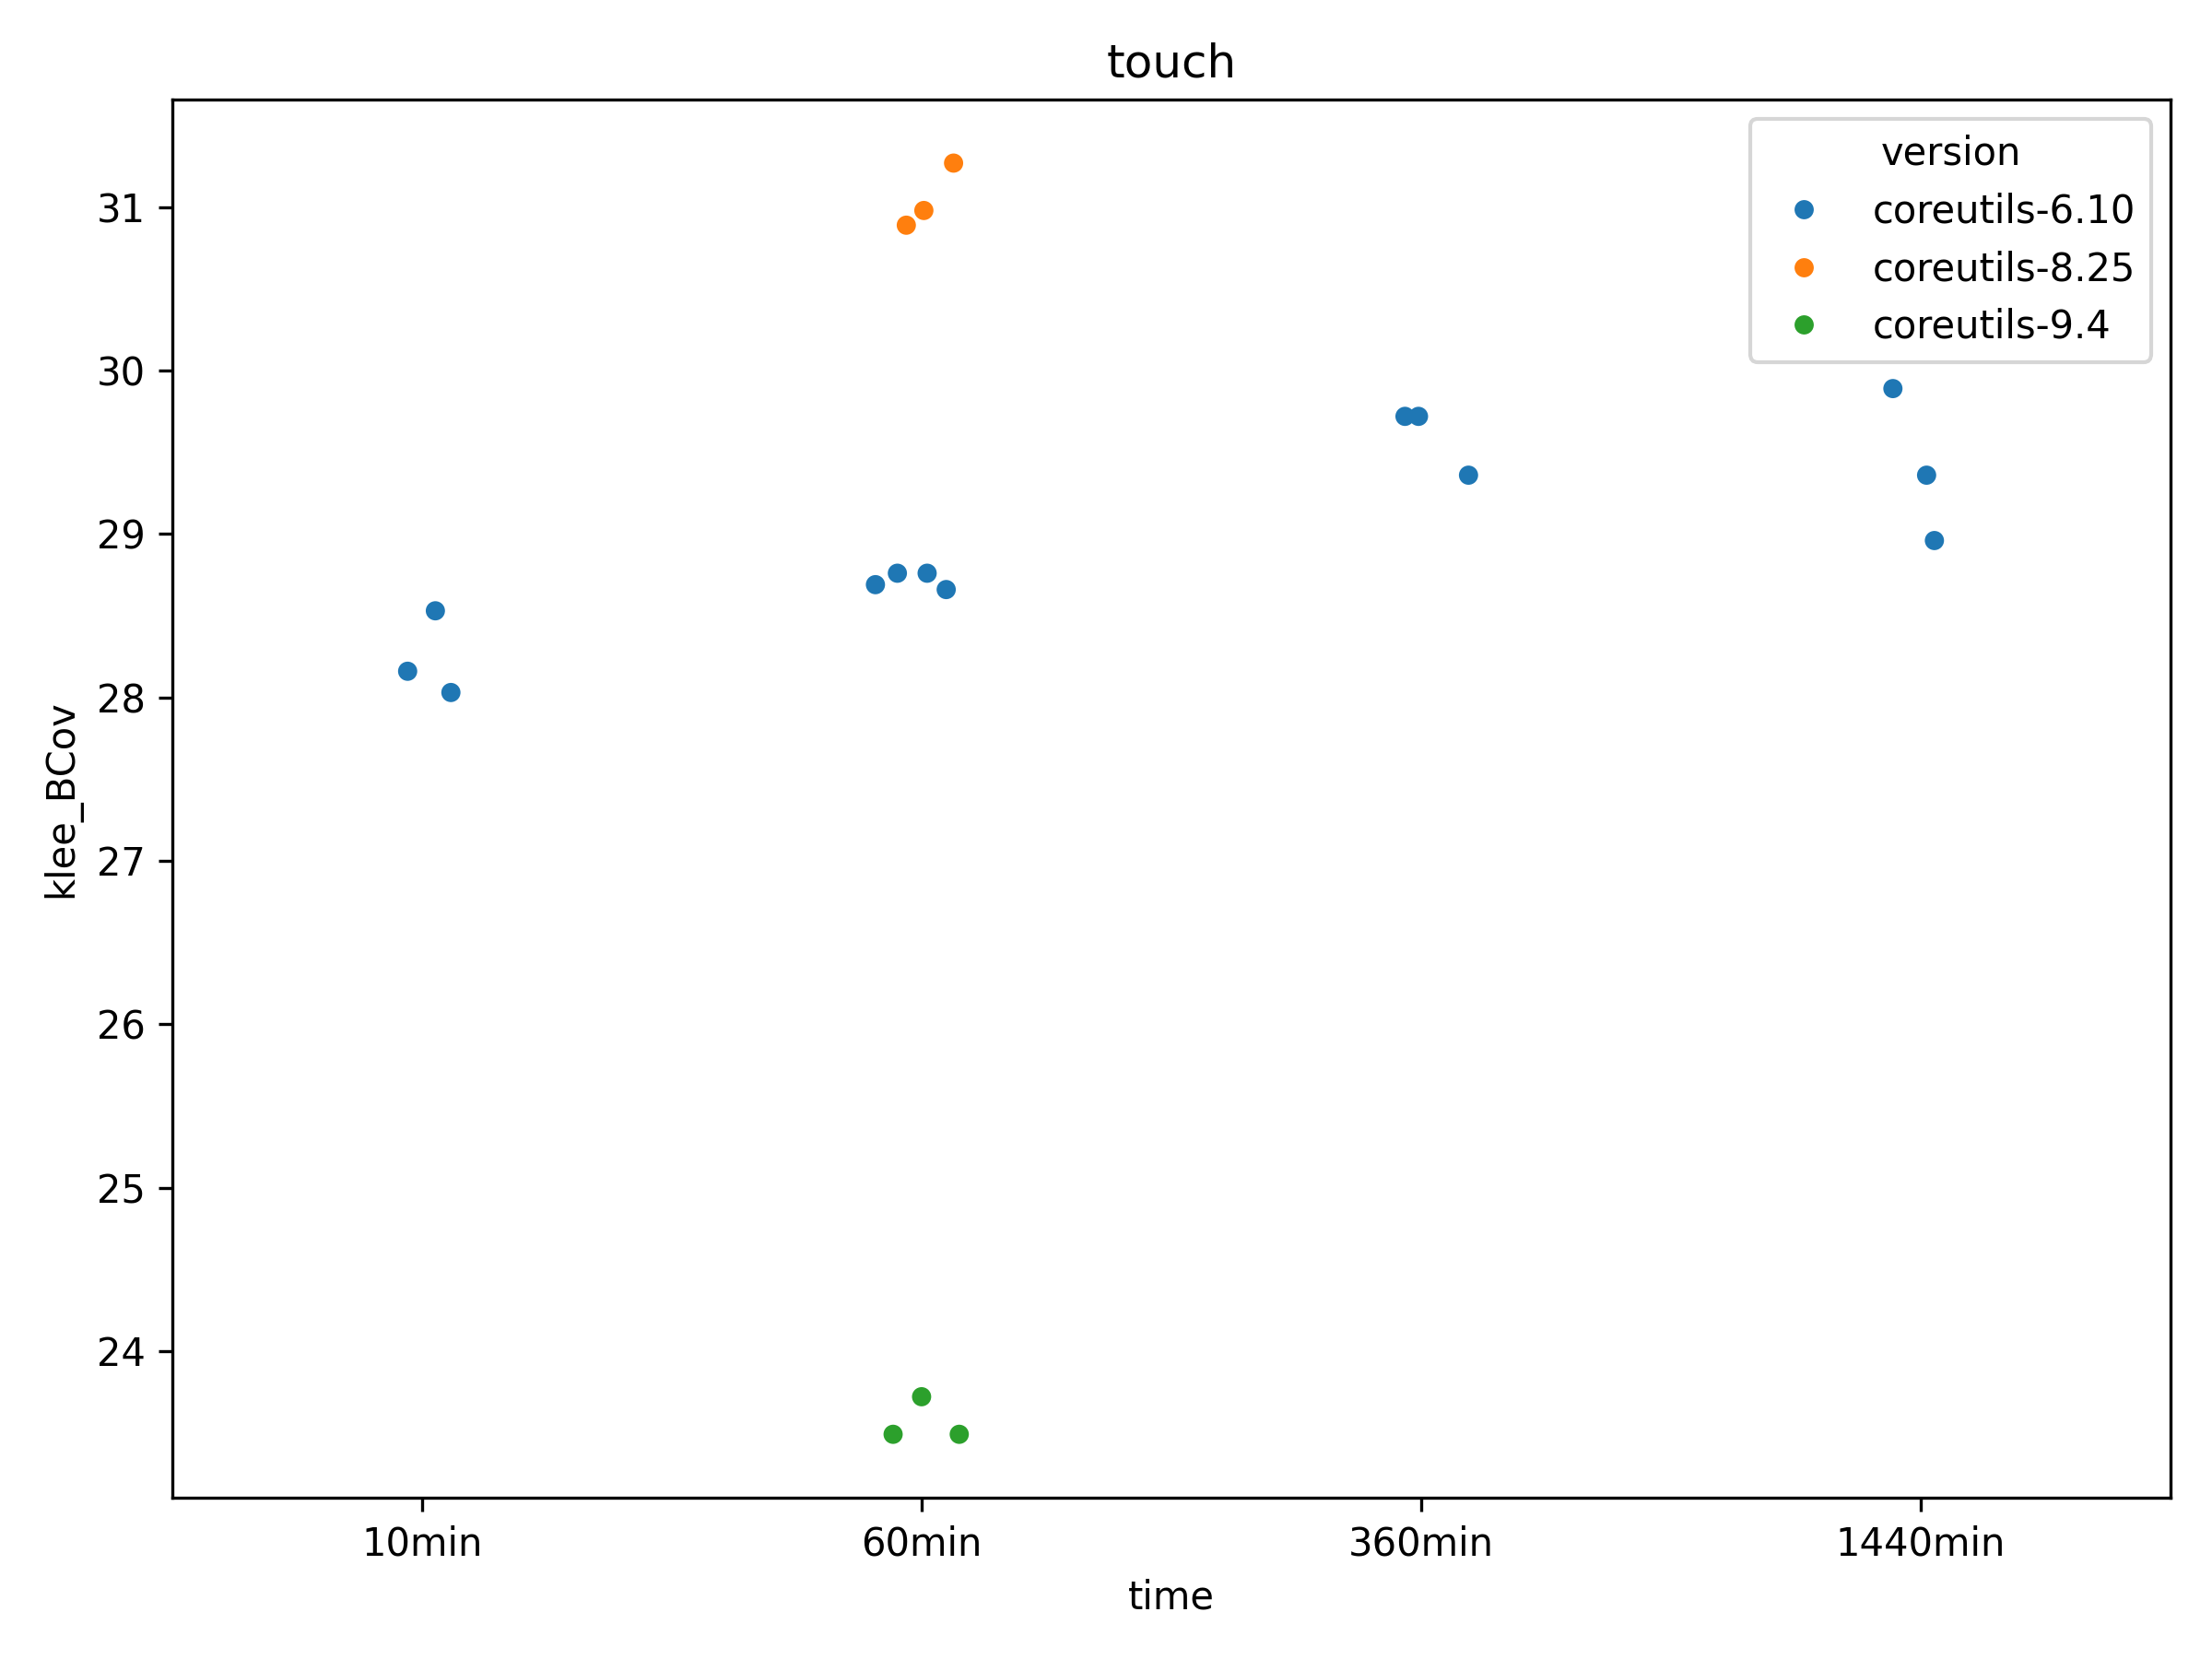 touch
version
coreutils-6.10
coreutils-8.25
coreutils-9.4
klee_BCov
31
30
29
28
27
26
25
24
10min
60min
360min
1440min
time